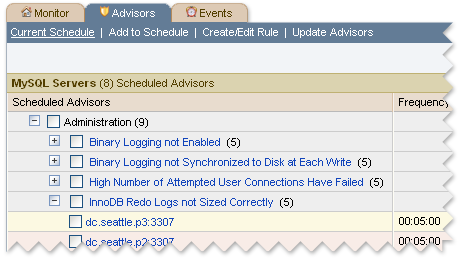 Monitor Advisors Events
Current Schedule | Add to Schedule | Create/Edit Rule | Update Advisors
MySQL Servers (8) Scheduled Advisors
Scheduled Advisors Frequency
Administration (9)
Binary Logging not Enabled (5)
Binary Logging not Synchronized to Disk at Each Write (5)
High Number of Attempted User Connections Have Failed (5)
InnoDB Redo Logs not Sized Correctly (5)
dc.seattle.p3:3307 00:05:00
dc.seattle.p2:3307 00:05:00